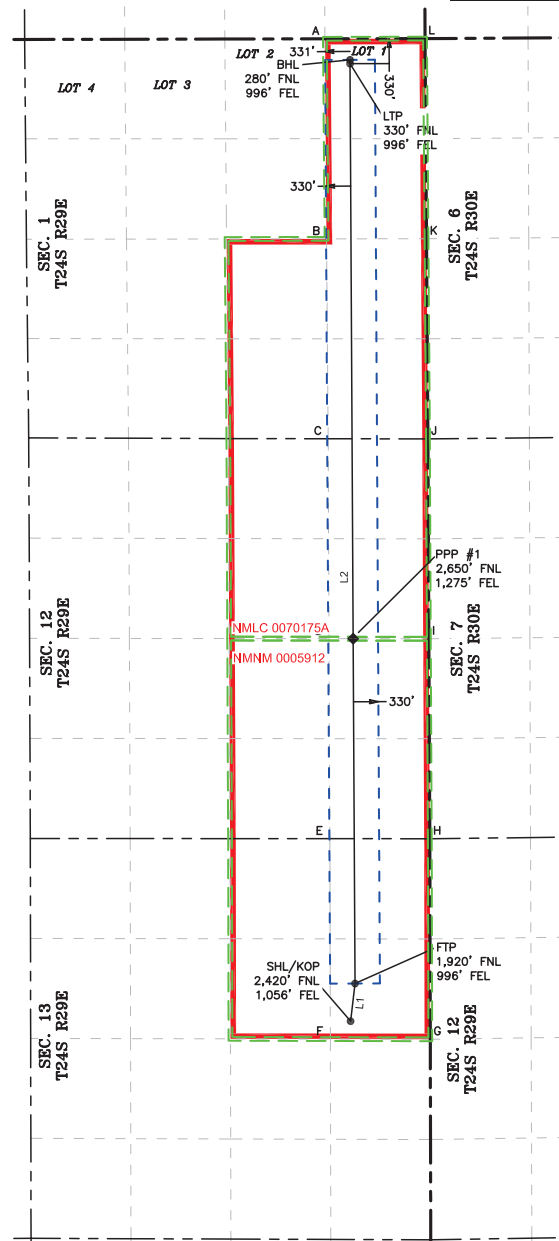 A
L
LOT 4
LOT 3
LOT 2
331'
LOT 1
BHL
280' FNL
996' FEL
330'
LTP
330' FNL
996' FEL
330'
B
K
SEC. 1
T24S R29E
SEC. 6
T24S R30E
C
J
PPP #1
2,650' FNL
1,275' FEL
L2
NMLC 0070175A
I
NMNM 0005912
SEC. 12
T24S R29E
SEC. 7
T24S R30E
330'
E
H
FTP
1,920' FNL
996' FEL
SHL/KOP
2,420' FNL
1,056' FEL
L1
F
G
SEC. 13
T24S R29E
SEC. 12
T24S R29E